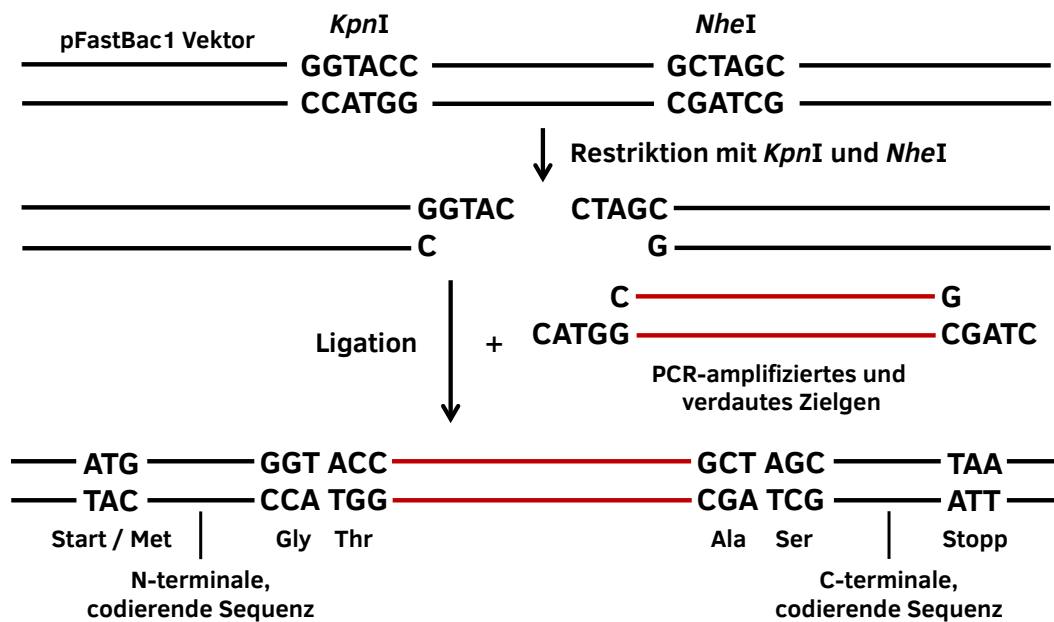 KpnI NheI
pFastBac1 Vektor
GGTACC GCTAGC
CCATGG CGATCG
Restriktion mit KpnI und NheI
GGTAC CTAGC
C G
C G
Ligation + CATGG CGATC
PCR-amplifiziertes und
verdautes Zielgen
ATG GGT ACC GCT AGC TAA
TAC CCA TGG CGA TCG ATT
Start / Met Gly Thr Ala Ser Stopp
N-terminale,
codierende Sequenz
C-terminale,
codierende Sequenz